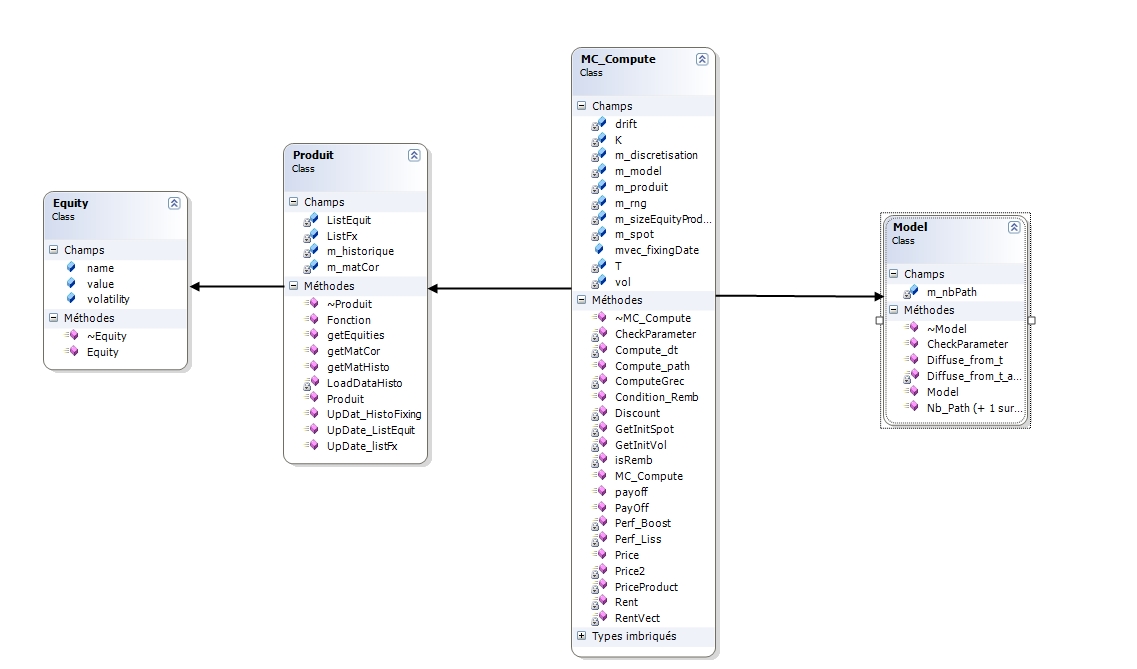 Equity
Class
Champs
name
value
volatility
Méthodes
~Equity
Equity
Produit
Class
Champs
ListEquit
ListFx
m_historique
m_matCor
Méthodes
~Produit
Fonction
getEquities
getMatCor
getMatHisto
LoadDataHisto
Produit
UpDat_HistoFixing
UpDate_ListEquit
UpDate_listFx
MC_Compute
Class
Champs
drift
K
m_discretisation
m_model
m_produit
m_rng
m_sizeEquityProd...
m_spot
mvec_fixingDate
T
vol
Méthodes
~MC_Compute
CheckParameter
Compute_dt
Compute_path
ComputeGrec
Condition_Remb
Discount
GetInitSpot
GetInitVol
isRemb
MC_Compute
payoff
PayOff
Perf_Boost
Perf_Liss
Price
Price2
PriceProduct
Rent
RentVect
Types imbriqués
Model
Class
Champs
m_nbPath
Méthodes
~Model
CheckParameter
Diffuse_from_t
Diffuse_from_t_a...
Model
Nb_Path (+ 1 sur...